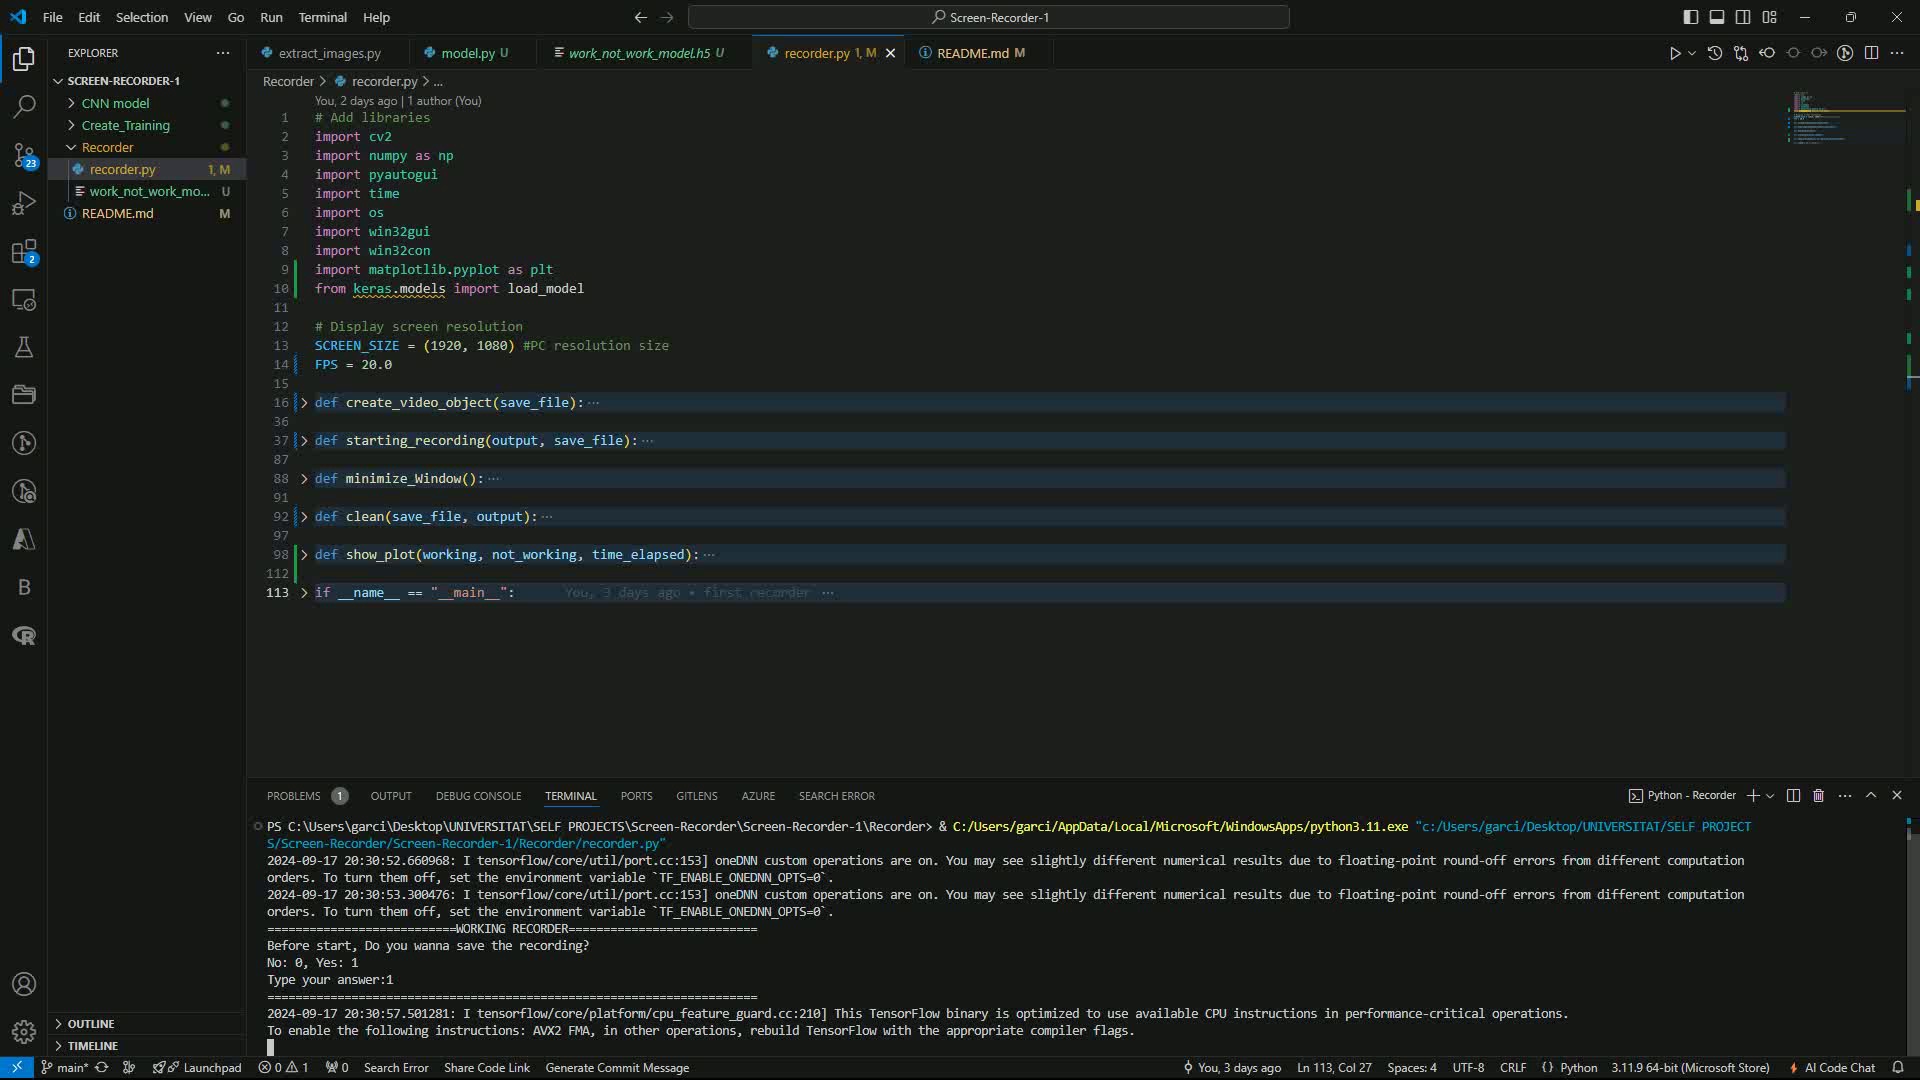 File Edit Selection View Go Run Terminal Help
Screen-Recorder-1
EXPLORER
SCREEN-RECORDER-1
CNN model
Create_Training
Recorder
recorder.py 1, M
work_not_work_mo... U
README.md M
OUTLINE
TIMELINE
23
2
extract_images.py model.py U work_not_work_model.h5 U recorder.py 1, M README.md M
Recorder > recorder.py > ...
You, 2 days ago | 1 author (You)
1 # Add libraries
2 import cv2
3 import numpy as np
4 import pyautogui
5 import time
6 import os
7 import win32gui
8 import win32con
9 import matplotlib.pyplot as plt
10 from keras.models import load_model
11
12 # Display screen resolution
13 SCREEN_SIZE = (1920, 1080) #PC resolution size
14 FPS = 20.0
15
16 def create_video_object(save_file): ...
36
37 def starting_recording(output, save_file): ...
87
88 def minimize_Window(): ...
91
92 def clean(save_file, output): ...
97
98 def show_plot(working, not_working, time_elapsed): ...
112
113 if __name__ == "__main__": You, 3 days ago • first recorder ...
PROBLEMS 1 OUTPUT DEBUG CONSOLE TERMINAL PORTS GITLENS AZURE SEARCH ERROR
Python - Recorder
PS C:\Users\garci\Desktop\UNIVERSITAT\SELF PROJECTS\Screen-Recorder\Screen-Recorder-1\Recorder> & C:/Users/garci/AppData/Local/Microsoft/WindowsApps/python3.11.exe "c:/Users/garci/Desktop/UNIVERSITAT/SELF PROJECT
S/Screen-Recorder/Screen-Recorder-1/Recorder/recorder.py"
2024-09-17 20:30:52.660968: I tensorflow/core/util/port.cc:153] oneDNN custom operations are on. You may see slightly different numerical results due to floating-point round-off errors from different computation
orders. To turn them off, set the environment variable `TF_ENABLE_ONEDNN_OPTS=0`.
2024-09-17 20:30:53.300476: I tensorflow/core/util/port.cc:153] oneDNN custom operations are on. You may see slightly different numerical results due to floating-point round-off errors from different computation
orders. To turn them off, set the environment variable `TF_ENABLE_ONEDNN_OPTS=0`.
===========================WORKING RECORDER===========================
Before start, Do you wanna save the recording?
No: 0, Yes: 1
Type your answer:1
======================================================================
2024-09-17 20:30:57.501281: I tensorflow/core/platform/cpu_feature_guard.cc:210] This TensorFlow binary is optimized to use available CPU instructions in performance-critical operations.
To enable the following instructions: AVX2 FMA, in other operations, rebuild TensorFlow with the appropriate compiler flags.
main* Launchpad 0 1 0 Search Error Share Code Link Generate Commit Message You, 3 days ago Ln 113, Col 27 Spaces: 4 UTF-8 CRLF {} Python 3.11.9 64-bit (Microsoft Store) AI Code Chat